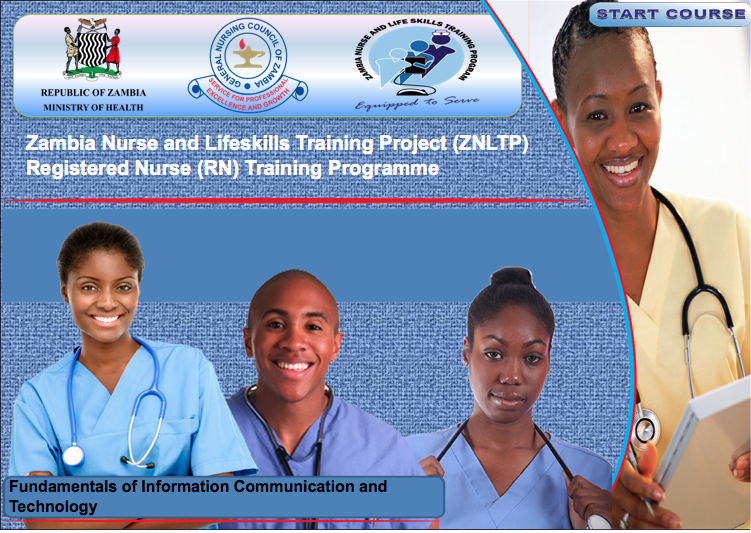 START COURSE
REPUBLIC OF ZAMBIA
MINISTRY OF HEALTH
GENERAL NURSING COUNCIL OF ZAMBIA
SERVICE FOR PROFESSIONAL
EXCELLENCE AND GROWTH
ZAMBIA NURSE AND LIFE SKILLS TRAINING PROGRAM
Equipped to Serve
Zambia Nurse and Lifeskills Training Project (ZNLTP)
Registered Nurse (RN) Training Programme
Fundamentals of Information Communication and
Technology